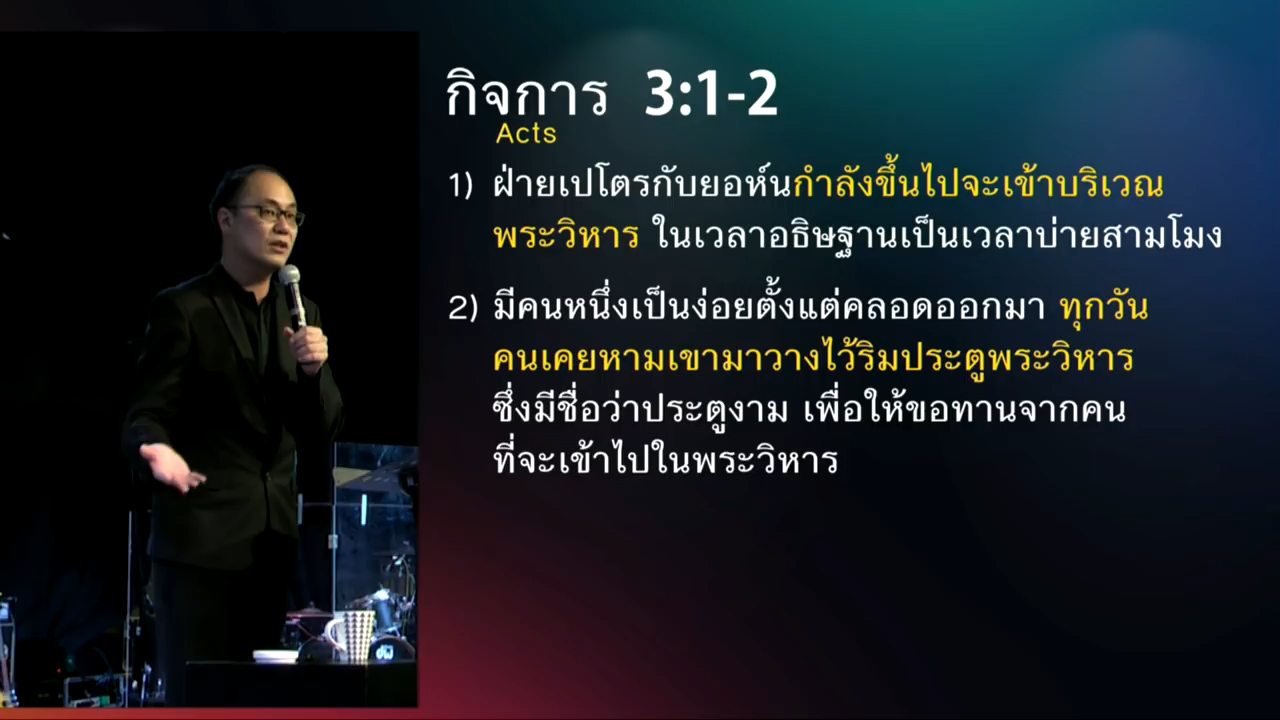 กิจการ 3:1-2
Acts
1) ฝ่ายเปโตรกับยอห์นกำลังขึ้นไปจะเข้าบริเวณ
พระวิหาร ในเวลาอธิษฐานเป็นเวลาบ่ายสามโมง
2) มีคนหนึ่งเป็นง่อยตั้งแต่คลอดออกมา ทุกวัน
คนเคยหามเขามาวางไว้ริมประตูพระวิหาร
ซึ่งมีชื่อว่าประตูงาม เพื่อให้ขอทานจากคน
ที่จะเข้าไปในพระวิหาร